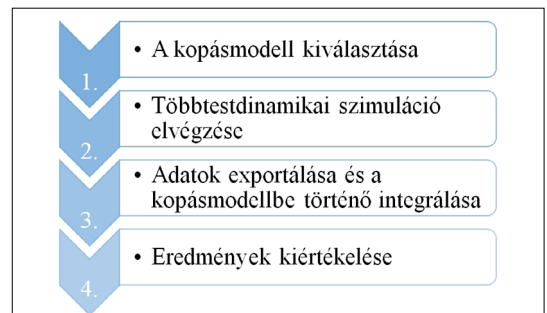 1.
• A kopásmodell kiválasztása
2.
• Többtestdinamikai szimuláció
elvégzése
3.
• Adatok exportálása és a
kopásmodellbe történő integrálása
4.
• Eredmények kiértékelése